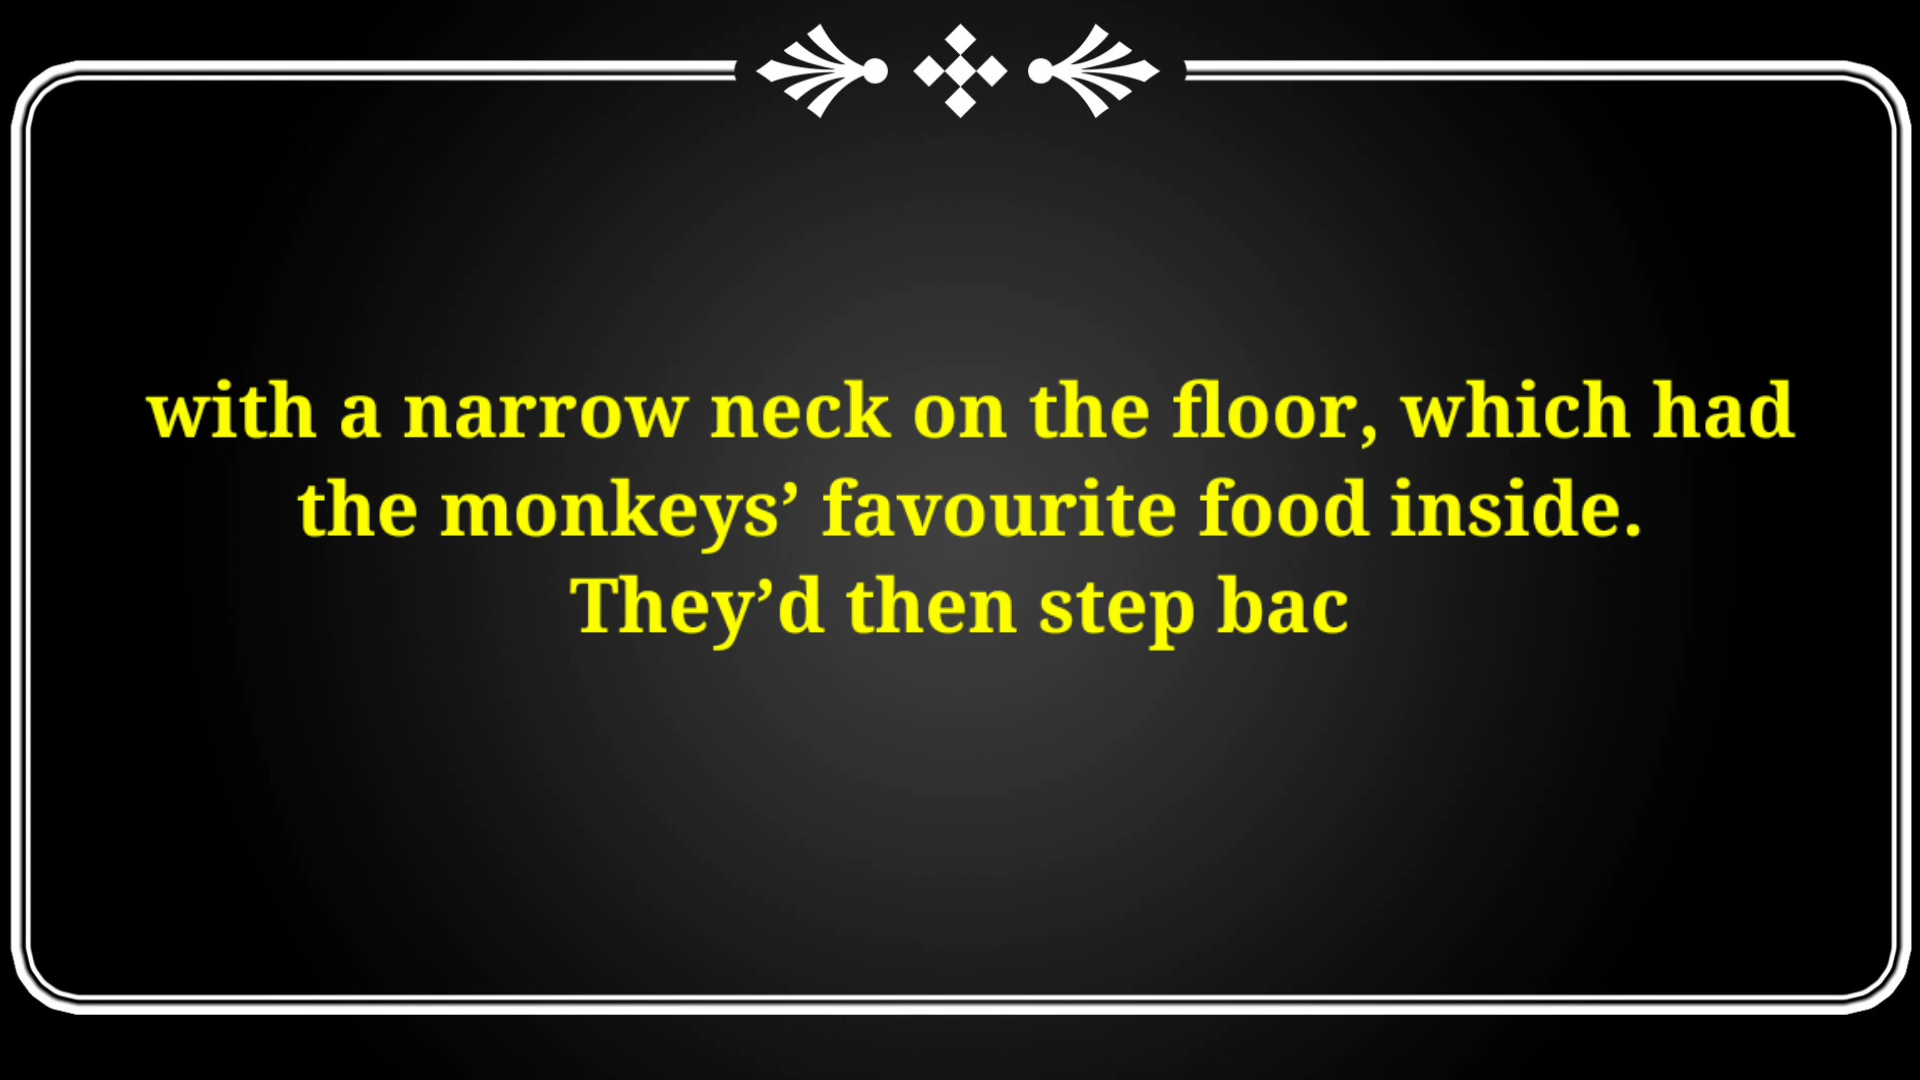 with a narrow neck on the floor, which had
the monkeys’ favourite food inside.
They’d then step bac